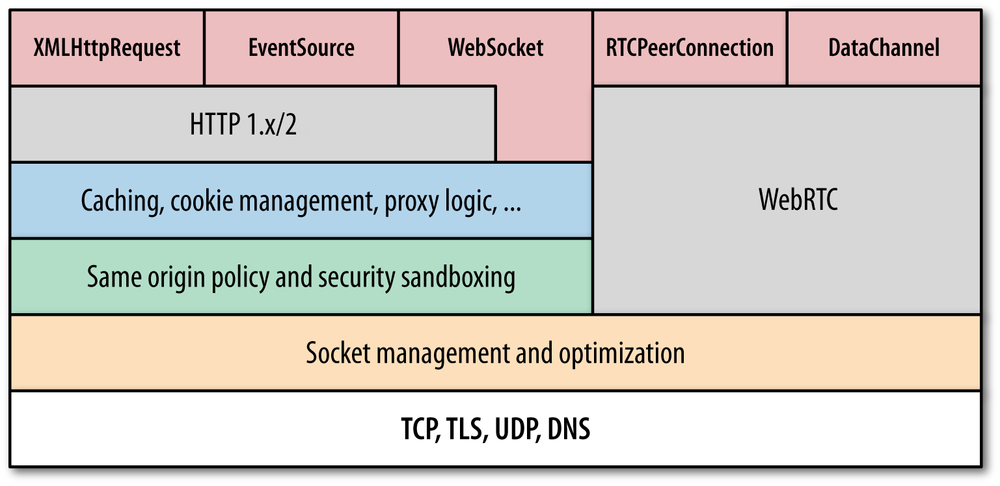 XMLHttpRequest
EventSource
WebSocket
RTCPeerConnection
DataChannel
HTTP 1.x/2
Caching, cookie management, proxy logic, ...
WebRTC
Same origin policy and security sandboxing
Socket management and optimization
TCP, TLS, UDP, DNS